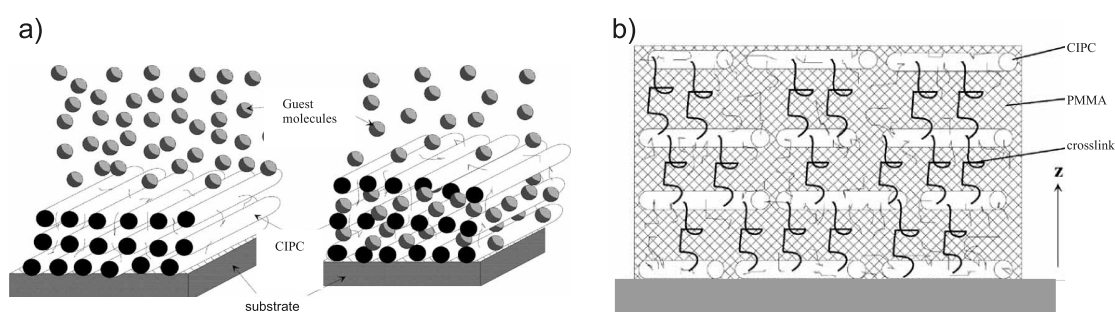 a)
Guest
molecules
CIPC
substrate
b)
CIPC
PMMA
crosslink
z